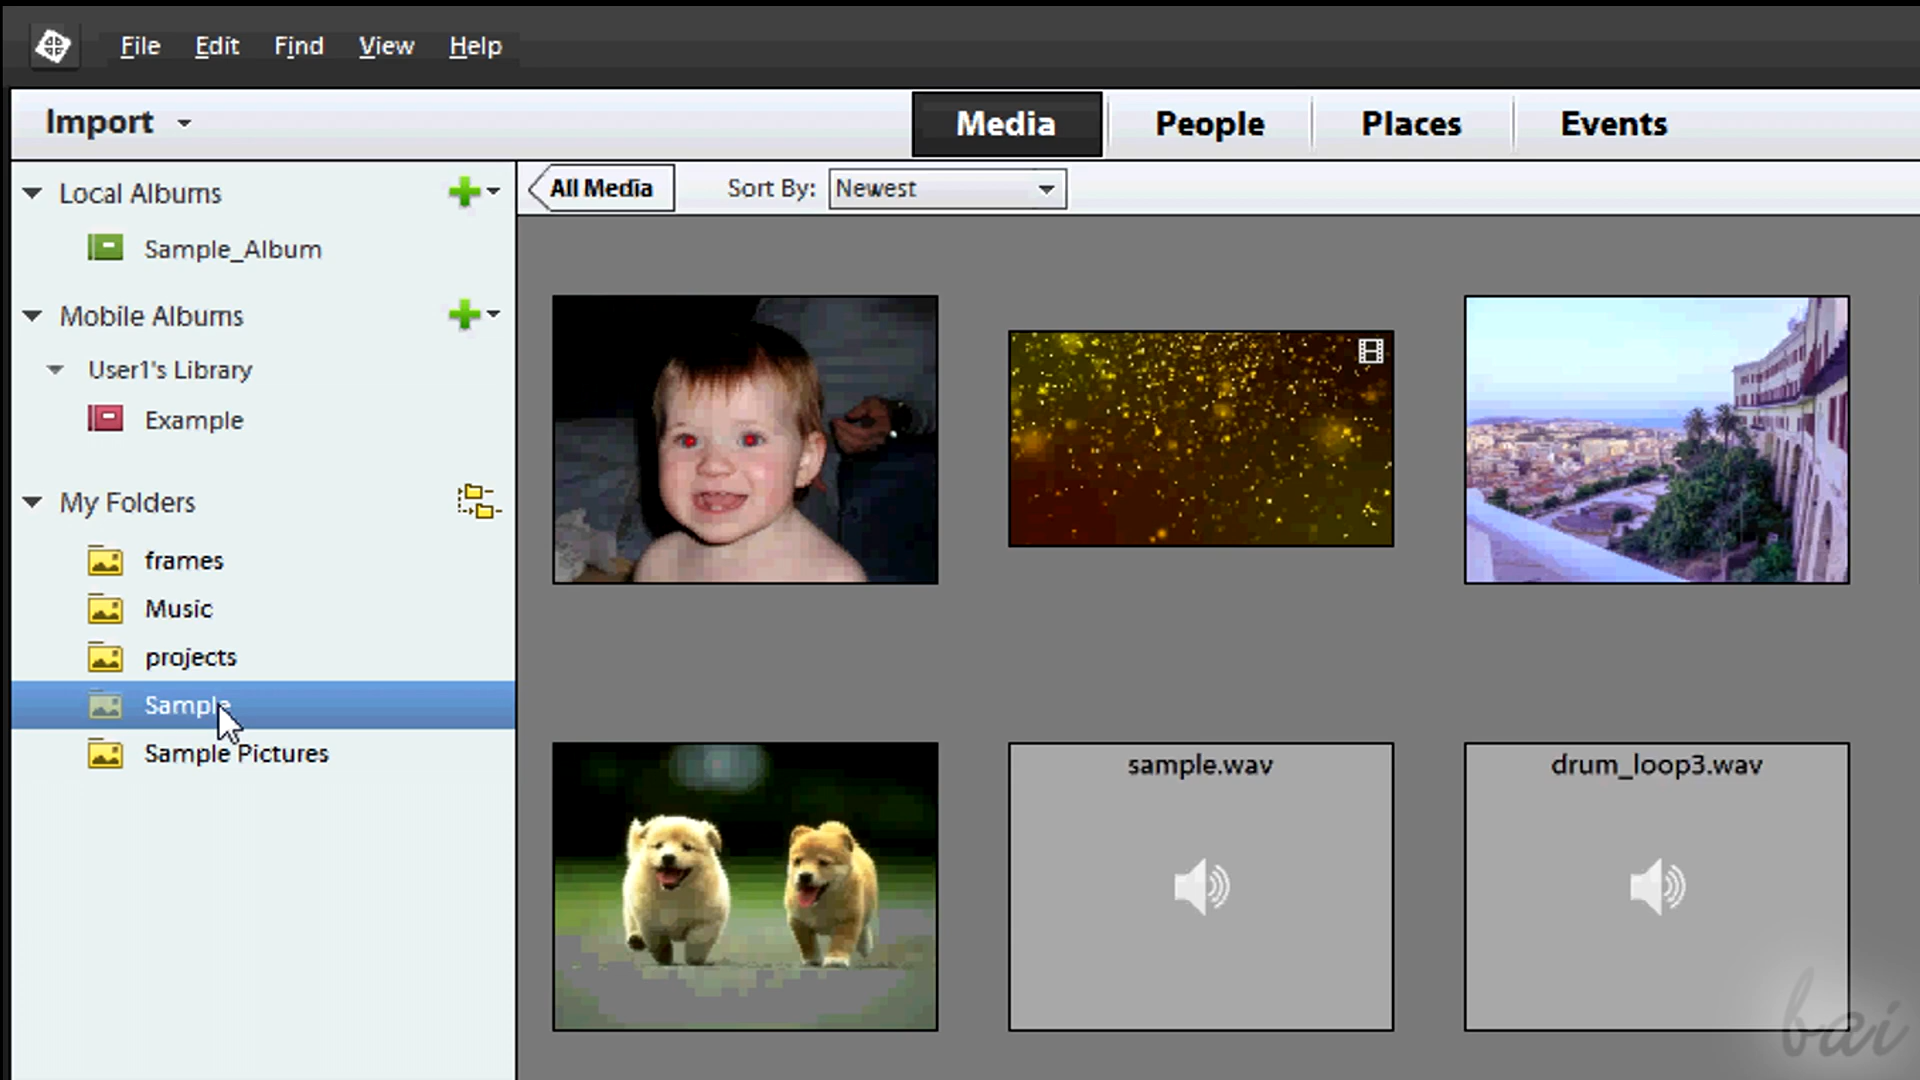 File Edit Find View Help
Import
Media People Places Events
All Media Sort By: Newest
Local Albums
Sample_Album
Mobile Albums
User1's Library
Example
My Folders
frames
Music
projects
Sample
Sample Pictures
sample.wav
drum_loop3.wav
bai